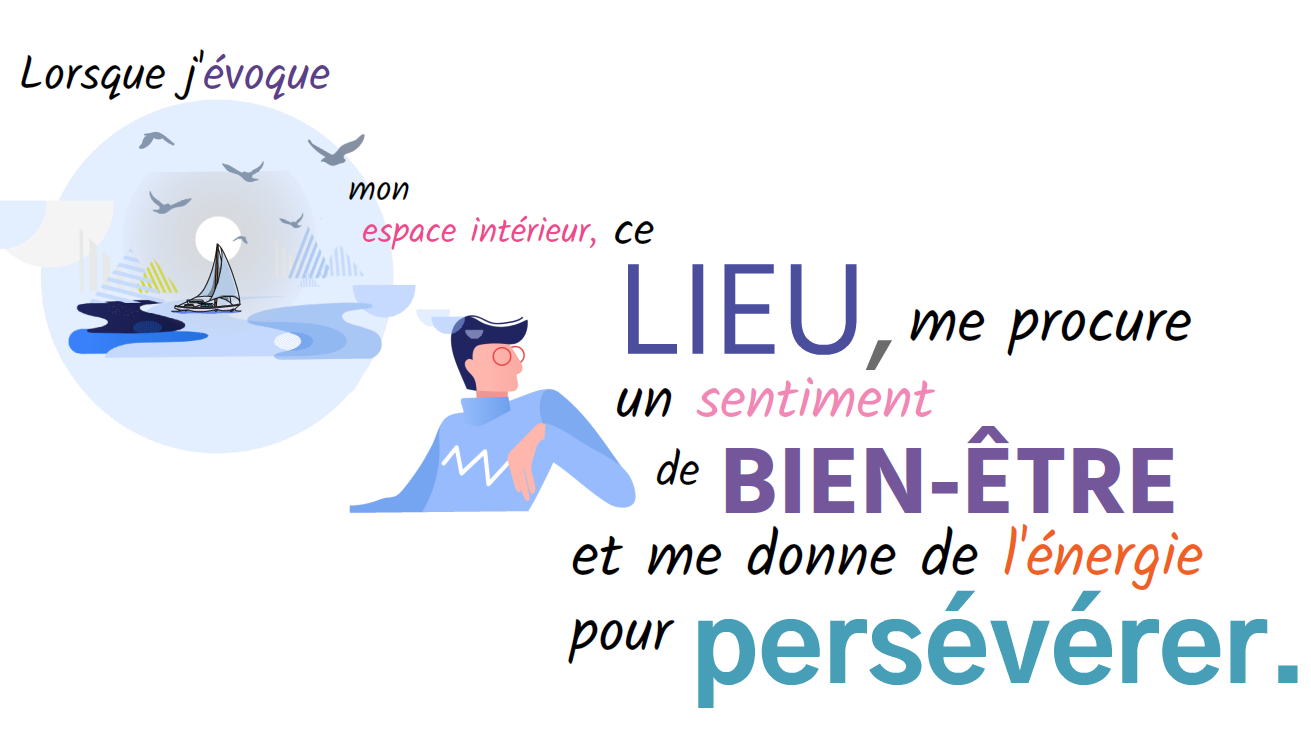 Lorsque j'évoque
mon
espace intérieur, ce
LIEU, me procure
un sentiment
de BIEN-ÊTRE
et me donne de l'énergie
pour persévérer.